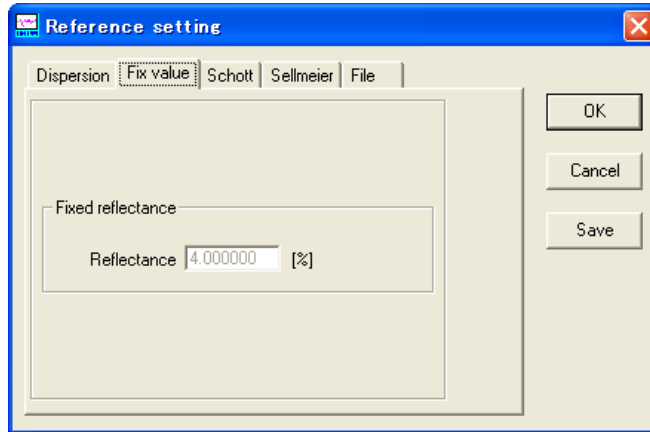 Reference setting
Dispersion Fix value Schott Sellmeier File
OK
Cancel
Save
Fixed reflectance
Reflectance 4.000000 [%]